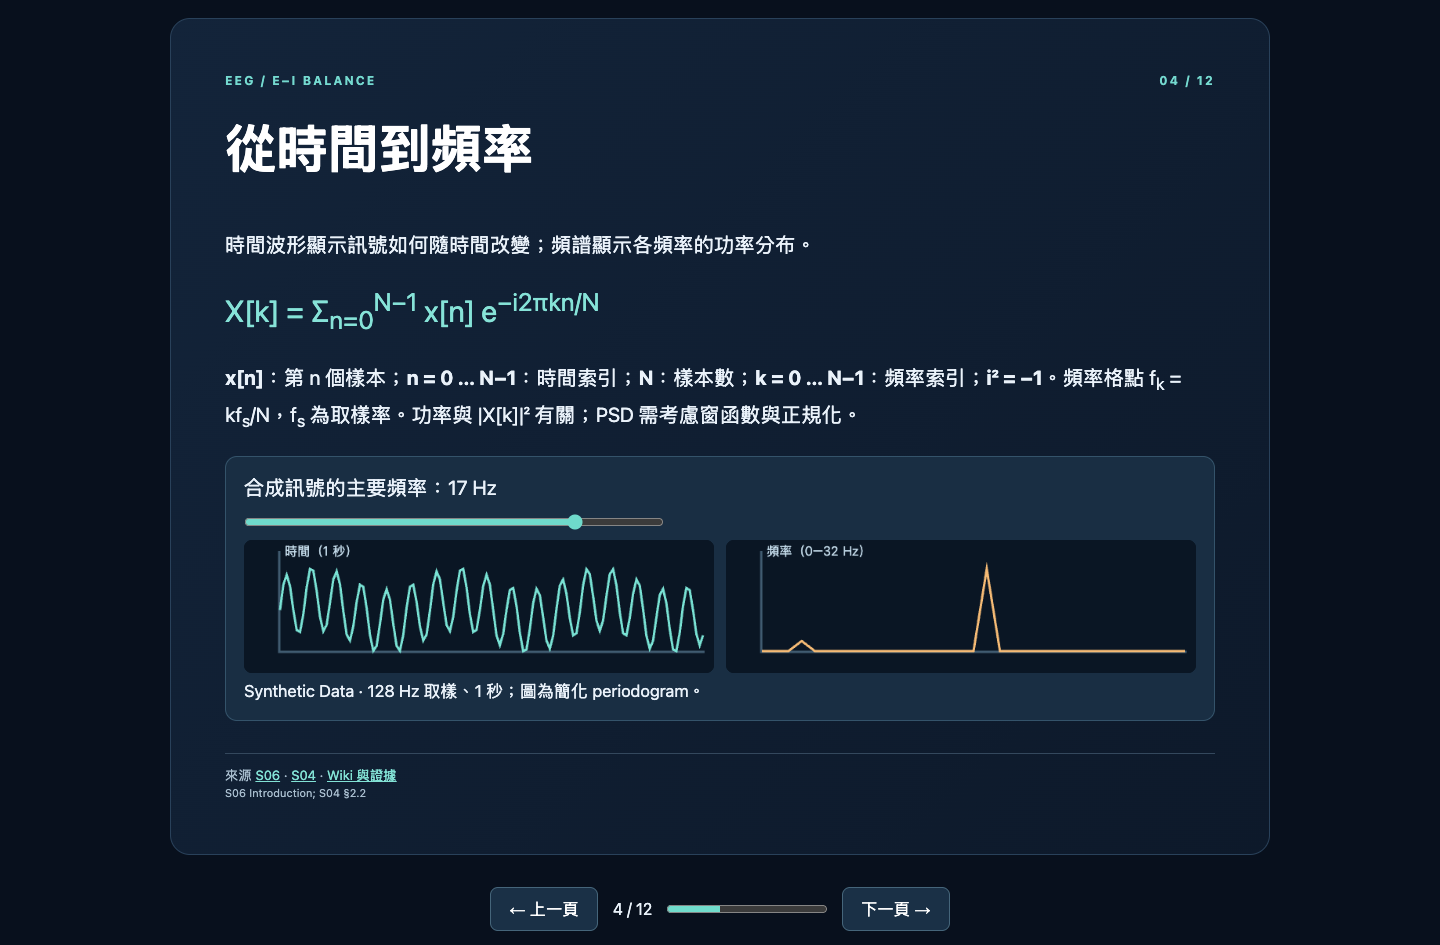 EEG / E–I BALANCE
04 / 12
從時間到頻率
時間波形顯示訊號如何隨時間改變；頻譜顯示各頻率的功率分布。
X[k] = Σn=0N−1 x[n] e−i2πkn/N
x[n]：第 n 個樣本；n = 0 … N−1：時間索引；N：樣本數；k = 0 … N−1：頻率索引；i² = −1。頻率格點 fk =
kfs/N，fs 為取樣率。功率與 |X[k]|² 有關；PSD 需考慮窗函數與正規化。
合成訊號的主要頻率：17 Hz
時間（1 秒）
頻率（0–32 Hz）
Synthetic Data · 128 Hz 取樣、1 秒；圖為簡化 periodogram。
來源 S06 · S04 · Wiki 與證據
S06 Introduction; S04 §2.2
← 上一頁
4 / 12
下一頁 →